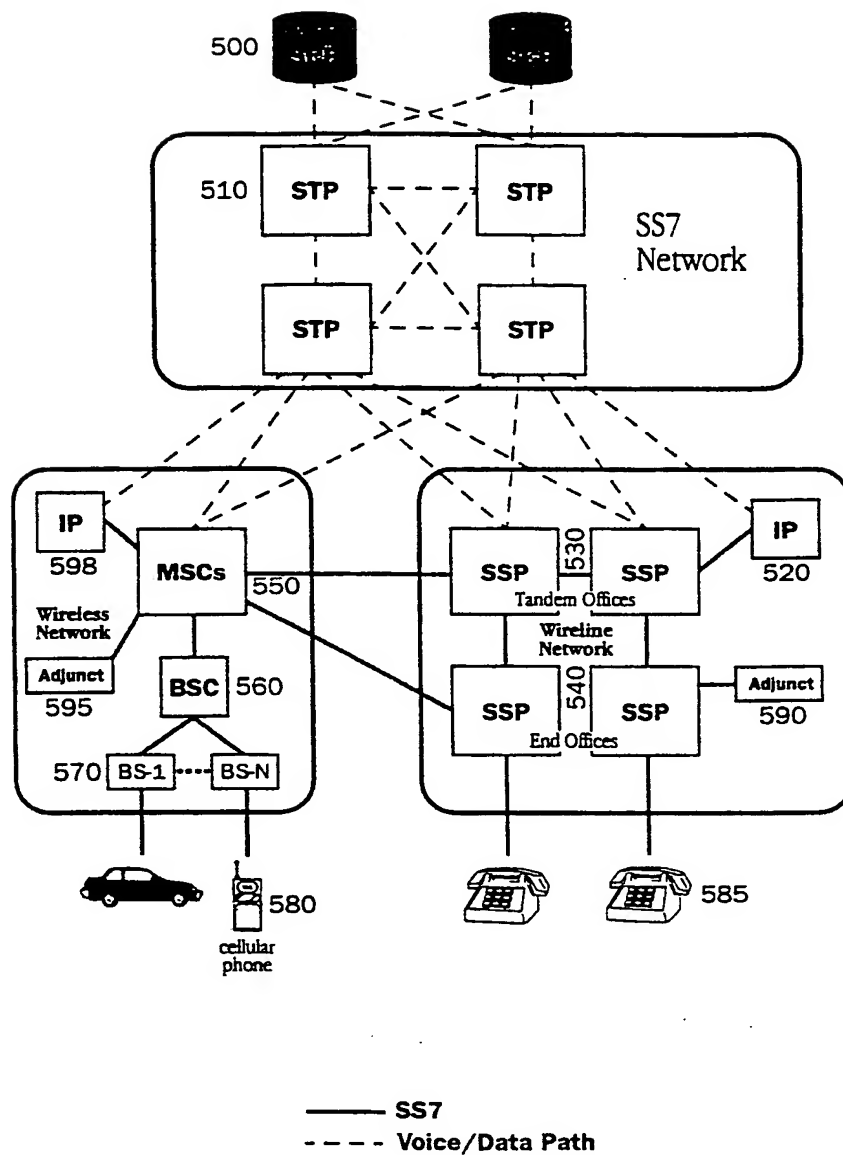 500
510
STP
STP
SS7
Network
STP
STP
IP
598
MSCs
550
Wireless
Network
Adjunct
595
BSC
560
570
BS-1
BS-N
580
cellular
phone
SSP
530
SSP
IP
520
Tandem Offices
Wireline
Network
SSP
540
SSP
Adjunct
590
End Offices
585
SS7
Voice/Data Path